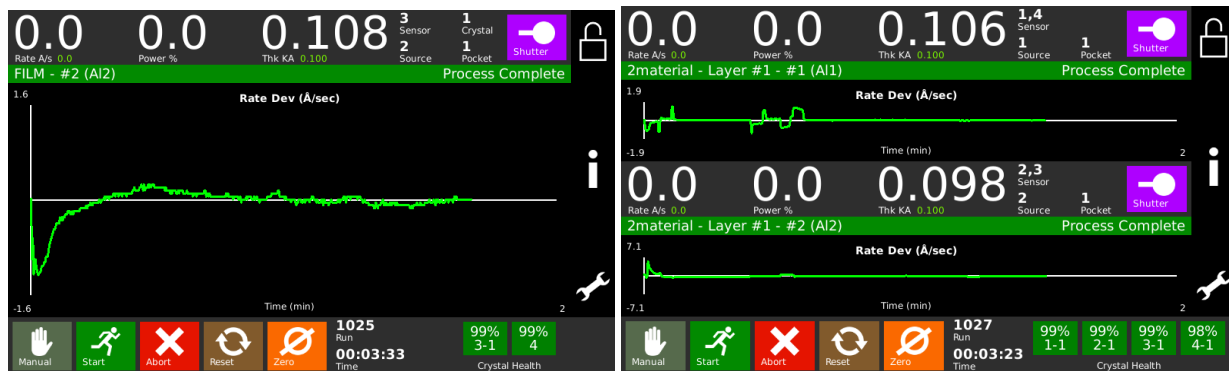 0.0 0.0 0.108 3 1
Sensor Crystal
2 1
Rate A/s 0.0 Power % Thk KA 0.100 Source Pocket Shutter
FILM - #2 (Al2) Process Complete
1.6
Rate Dev (Å/sec)
Time (min)
-1.6 2
Manual Start Abort Reset Zero
1025
Run
00:03:33
Time
99% 99%
3-1 4
Crystal Health
0.0 0.0 0.106 1,4
Sensor
1 1
Rate A/s 0.0 Power % Thk KA 0.100 Source Pocket Shutter
2material - Layer #1 - #1 (Al1) Process Complete
1.9
Rate Dev (Å/sec)
Time (min)
-1.9 2
0.0 0.0 0.098 2,3
Sensor
2 1
Rate A/s 0.0 Power % Thk KA 0.100 Source Pocket Shutter
2material - Layer #1 - #2 (Al2) Process Complete
7.1
Rate Dev (Å/sec)
Time (min)
-7.1 2
Manual Start Abort Reset Zero
1027
Run
00:03:23
Time
99% 99% 99% 98%
1-1 2-1 3-1 4-1
Crystal Health